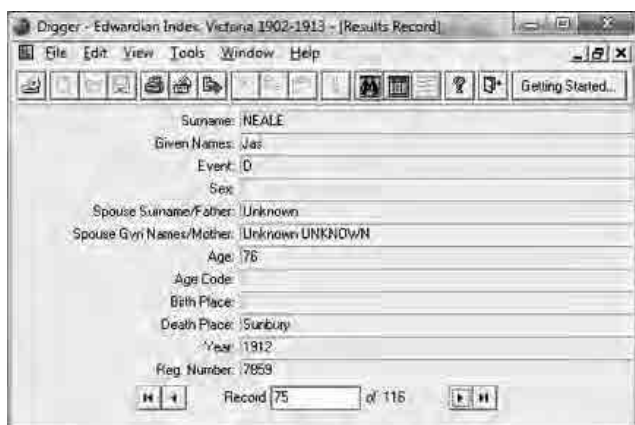 Digger - Edwardian Index, Victoria 1902-1913 - [Results Record]
File Edit View Tools Window Help
Getting Started...
Surname: NEALE
Given Names: Jas
Event: D
Sex:
Spouse Surname/Father: Unknown
Spouse Gvn Names/Mother: Unknown UNKNOWN
Age: 76
Age Code:
Birth Place:
Death Place: Sunbury
Year: 1912
Reg. Number: 7859
Record 75 of 116